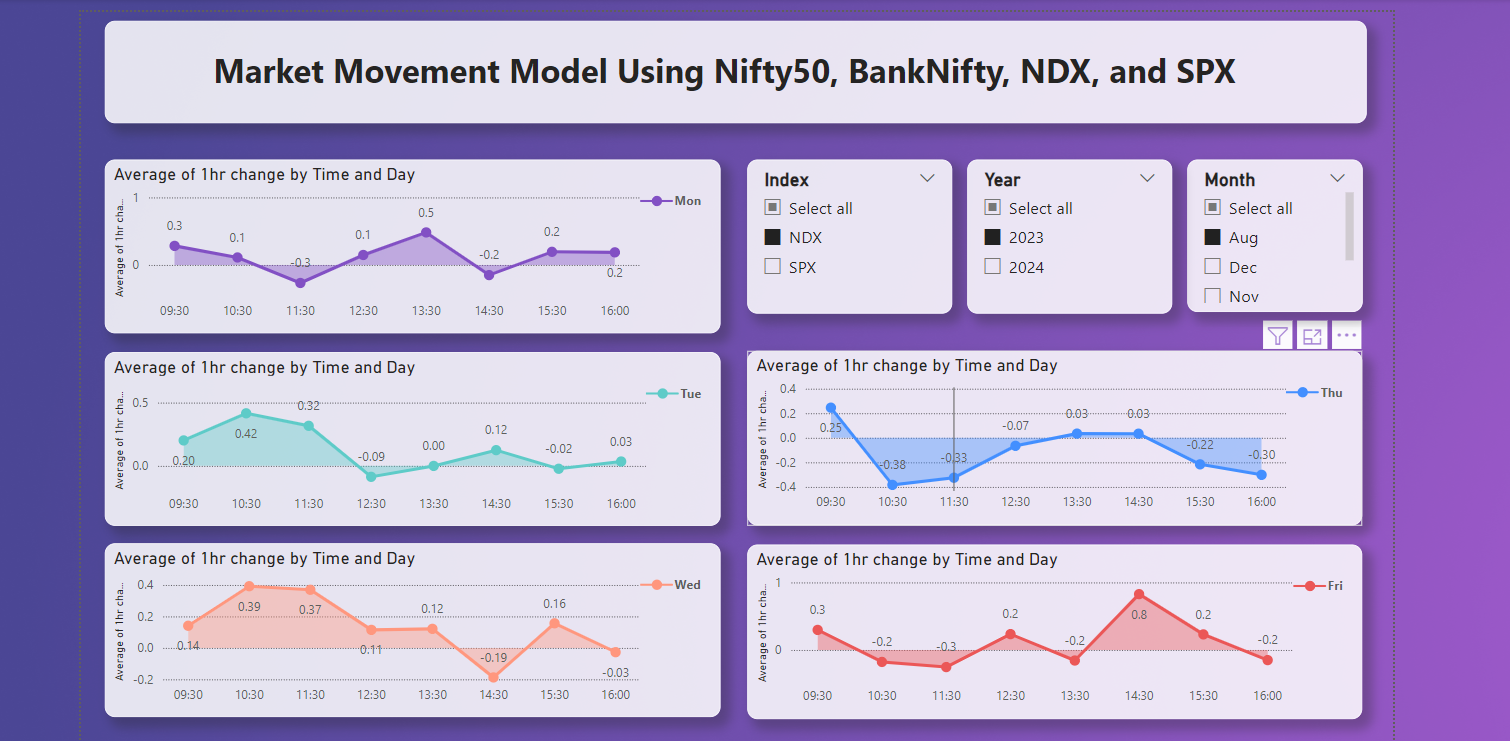 Market Movement Model Using Nifty50, BankNifty, NDX, and SPX
Average of 1hr change by Time and Day
Average of 1hr cha...
1
0
0.3
0.1
-0.3
0.1
0.5
-0.2
0.2
0.2
Mon
09:30 10:30 11:30 12:30 13:30 14:30 15:30 16:00
Index
Select all
NDX
SPX
Year
Select all
2023
2024
Month
Select all
Aug
Dec
Nov
Average of 1hr change by Time and Day
Average of 1hr cha...
0.5
0.0
0.20
0.42
0.32
-0.09
0.00
0.12
-0.02
0.03
Tue
09:30 10:30 11:30 12:30 13:30 14:30 15:30 16:00
Average of 1hr change by Time and Day
Average of 1hr cha...
0.4
0.2
0.0
-0.2
-0.4
0.25
-0.38
-0.33
-0.07
0.03
0.03
-0.22
-0.30
Thu
09:30 10:30 11:30 12:30 13:30 14:30 15:30 16:00
Average of 1hr change by Time and Day
Average of 1hr cha...
0.4
0.2
0.0
-0.2
0.14
0.39
0.37
0.11
0.12
-0.19
0.16
-0.03
Wed
09:30 10:30 11:30 12:30 13:30 14:30 15:30 16:00
Average of 1hr change by Time and Day
Average of 1hr cha...
1
0
0.3
-0.2
-0.3
0.2
-0.2
0.8
0.2
-0.2
Fri
09:30 10:30 11:30 12:30 13:30 14:30 15:30 16:00